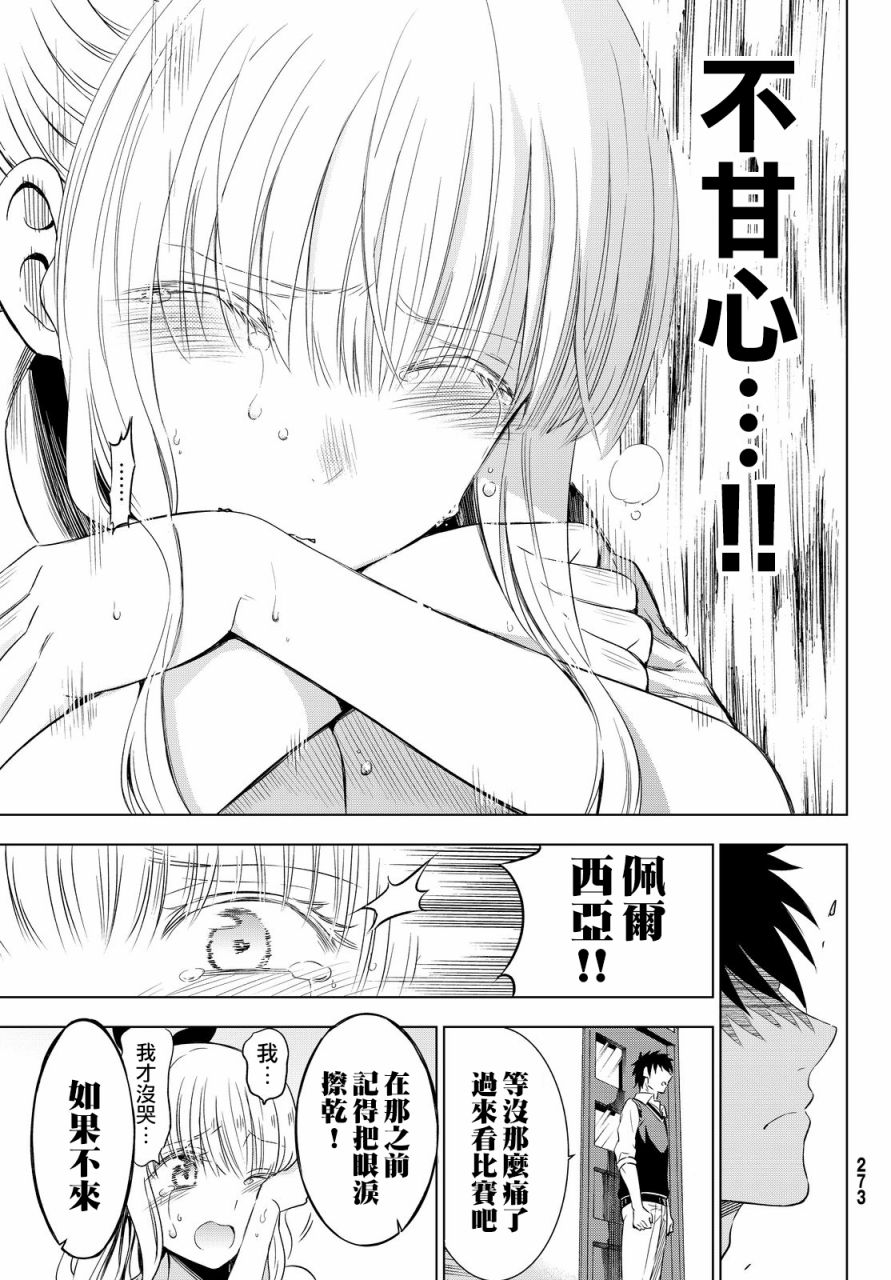 不甘心…!!
……
佩爾
西亞!!
等沒那麼痛了
過來看比賽吧
在那之前
記得把眼淚
擦乾！
我…
我才沒哭…
如果不來
273